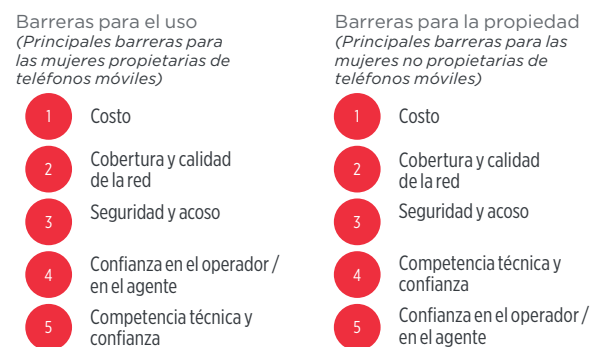 Barreras para el uso
(Principales barreras para
las mujeres propietarias de
teléfonos móviles)
1 Costo
2 Cobertura y calidad
de la red
3 Seguridad y acoso
4 Confianza en el operador /
en el agente
5 Competencia técnica y
confianza
Barreras para la propiedad
(Principales barreras para las
mujeres no propietarias de
teléfonos móviles)
1 Costo
2 Cobertura y calidad
de la red
3 Seguridad y acoso
4 Competencia técnica y
confianza
5 Confianza en el operador /
en el agente